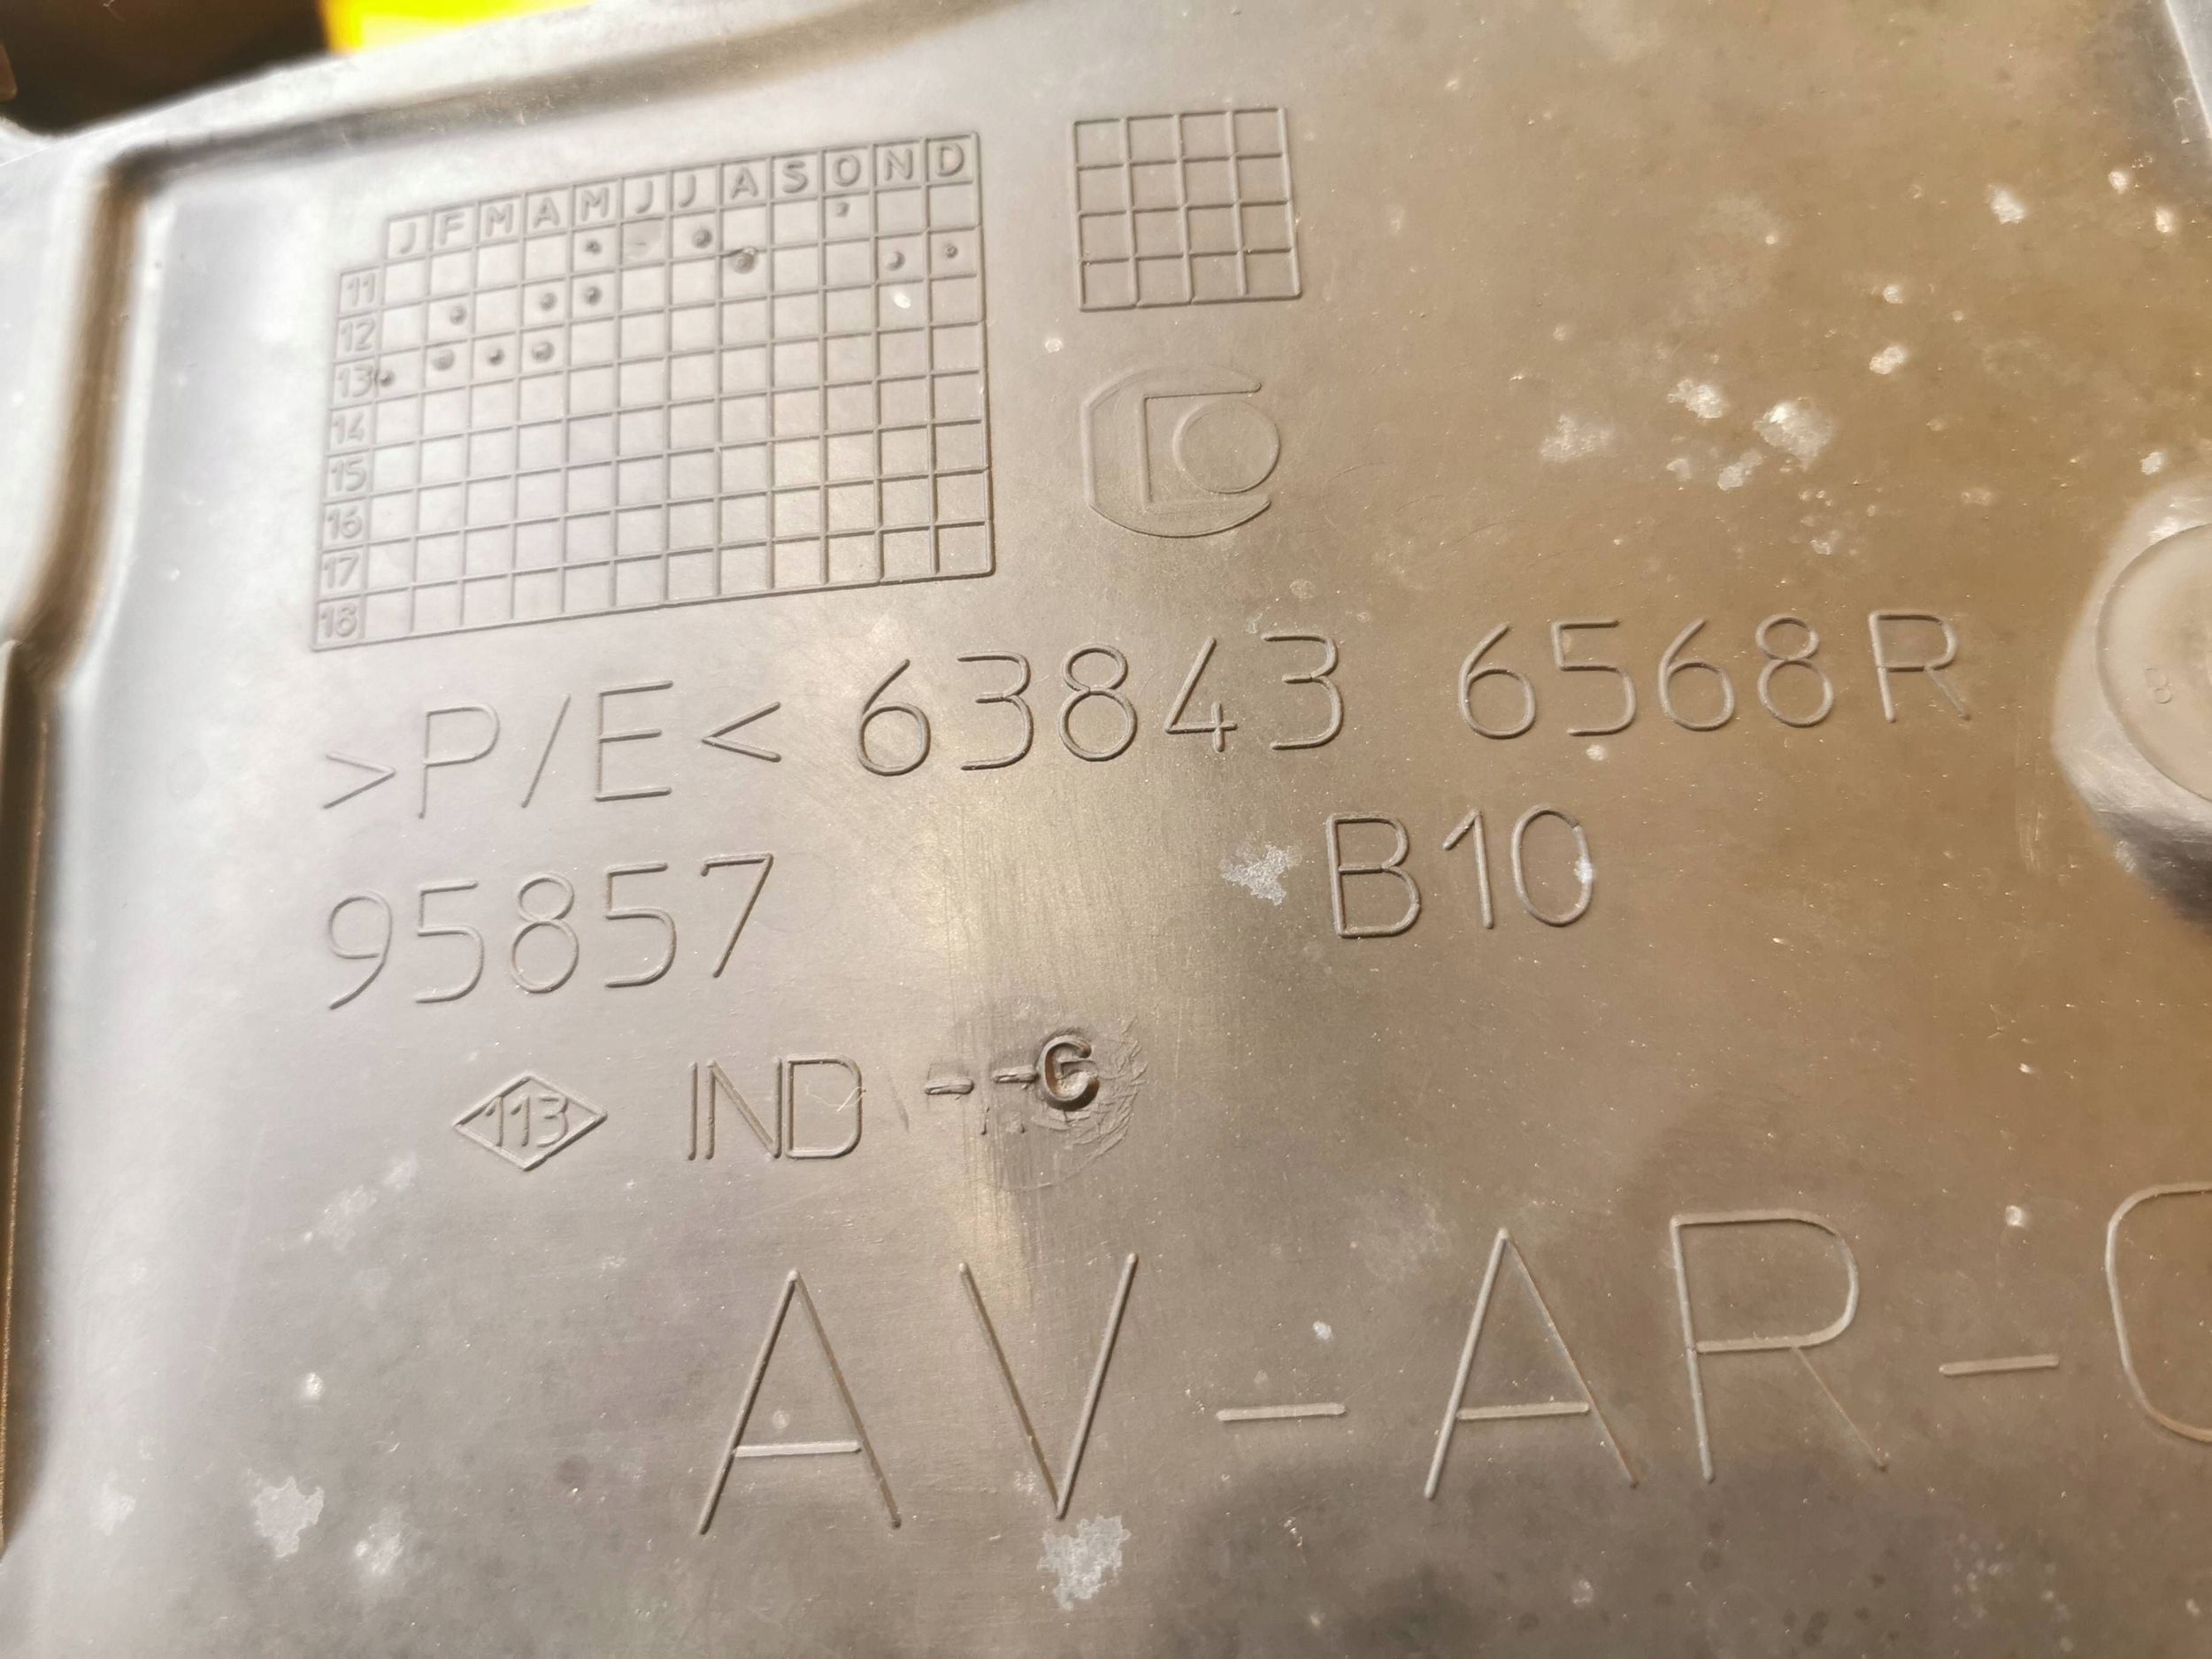 J F M A M J J A S O N D
11
12
13
14
15
16
17
18
>P/E< 63843 6568R
95857 B10
113 IND --G
AV-AR-